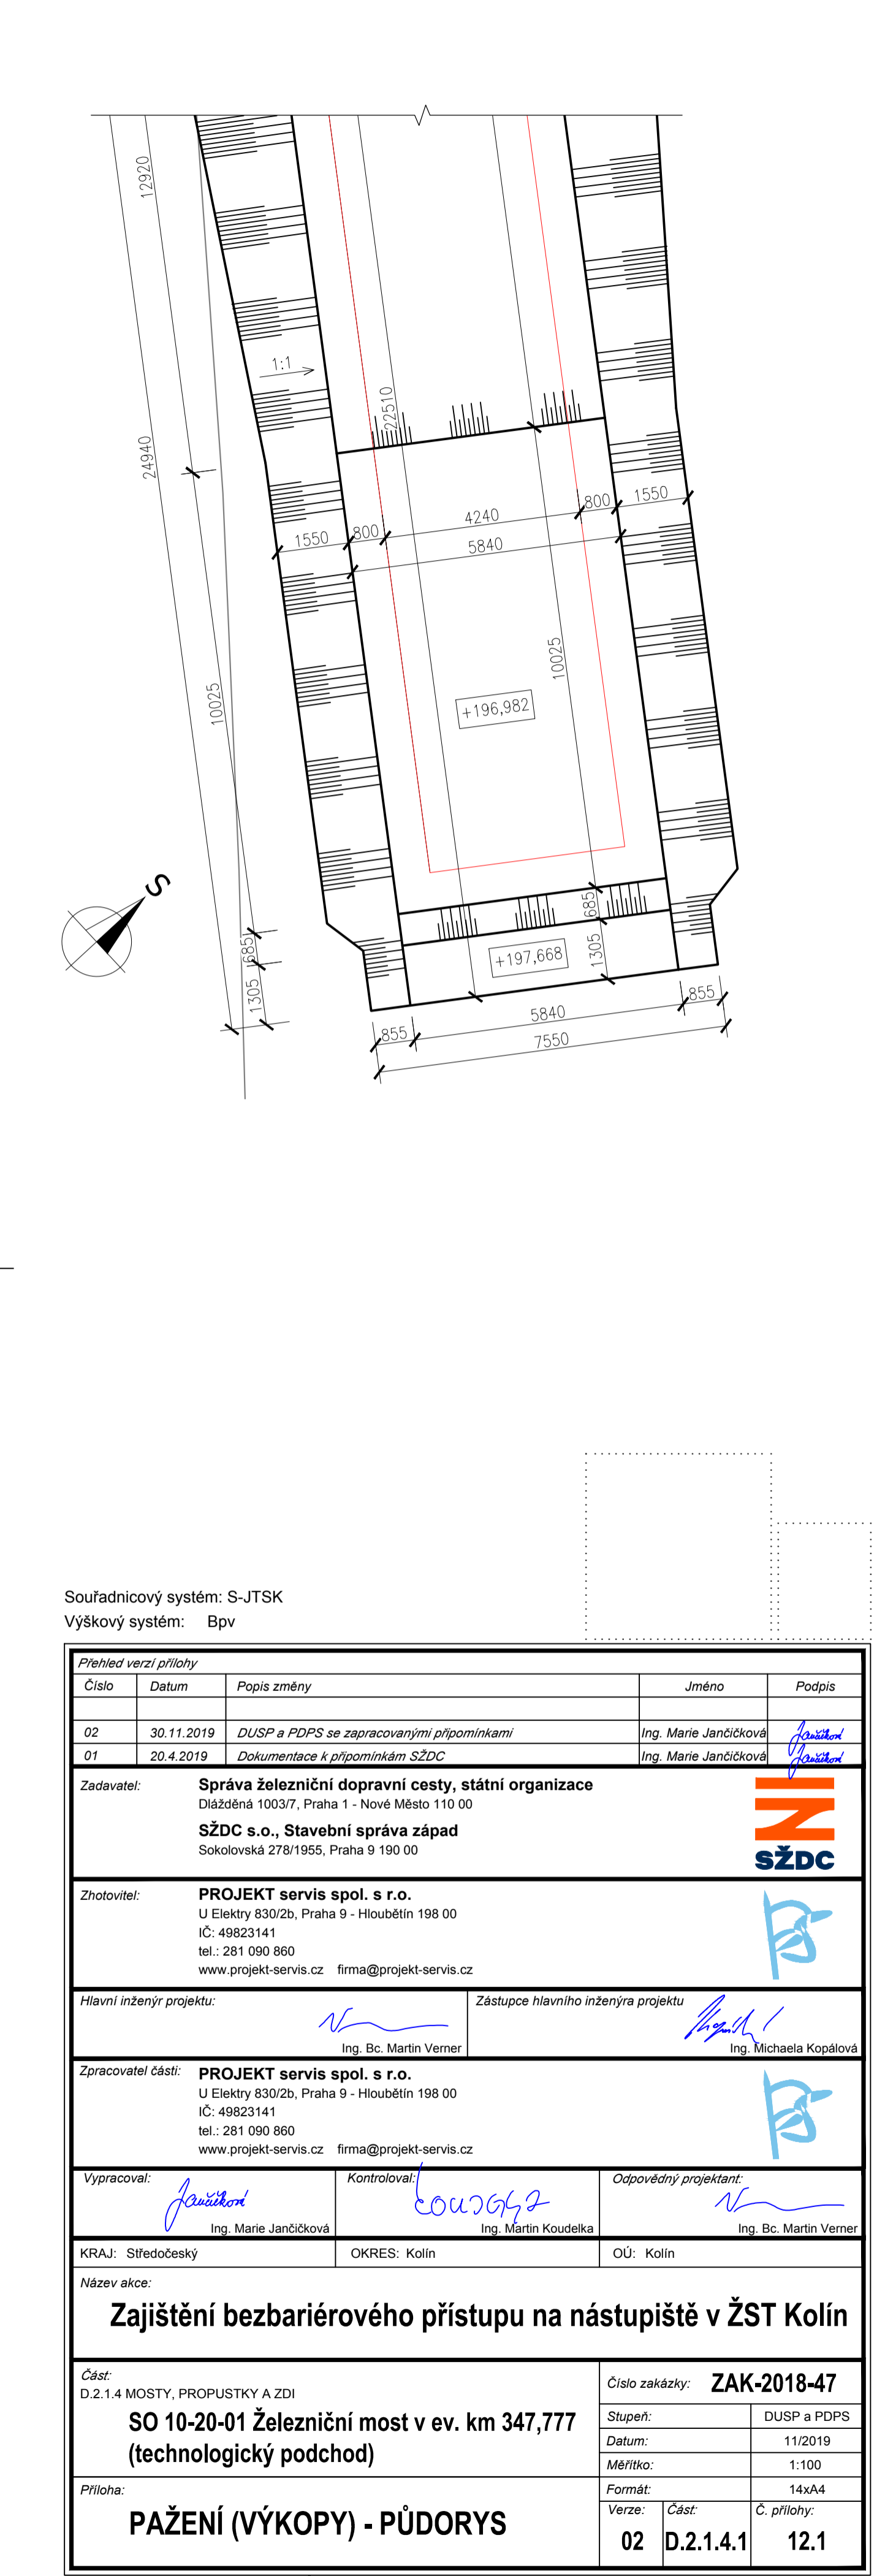 12920
1:1
22510
24940
1550
800
4240
800
1550
5840
10025
10025
+196,982
S
685
685
1305
+197,668
1305
5840
855
855
7550
Souřadnicový systém: S-JTSK
Výškový systém: Bpv
Přehled verzí přílohy
Číslo Datum Popis změny Jméno Podpis
02 30.11.2019 DUSP a PDPS se zapracovanými připomínkami Ing. Marie Jančičková Jančičková
01 20.4.2019 Dokumentace k připomínkám SŽDC Ing. Marie Jančičková Jančičková
Zadavatel: Správa železniční dopravní cesty, státní organizace
Dlážděná 1003/7, Praha 1 - Nové Město 110 00
SŽDC s.o., Stavební správa západ
Sokolovská 278/1955, Praha 9 190 00
SŽDC
Zhotovitel: PROJEKT servis spol. s r.o.
U Elektry 830/2b, Praha 9 - Hloubětín 198 00
IČ: 49823141
tel.: 281 090 860
www.projekt-servis.cz firma@projekt-servis.cz
Hlavní inženýr projektu: Zástupce hlavního inženýra projektu
Ing. Bc. Martin Verner Ing. Michaela Kopálová
Zpracovatel části: PROJEKT servis spol. s r.o.
U Elektry 830/2b, Praha 9 - Hloubětín 198 00
IČ: 49823141
tel.: 281 090 860
www.projekt-servis.cz firma@projekt-servis.cz
Vypracoval: Kontroloval: Odpovědný projektant:
Jančičková
Ing. Marie Jančičková Ing. Martin Koudelka Ing. Bc. Martin Verner
KRAJ: Středočeský OKRES: Kolín OÚ: Kolín
Název akce:
Zajištění bezbariérového přístupu na nástupiště v ŽST Kolín
Část:
D.2.1.4 MOSTY, PROPUSTKY A ZDI
SO 10-20-01 Železniční most v ev. km 347,777
(technologický podchod)
Číslo zakázky: ZAK-2018-47
Stupeň: DUSP a PDPS
Datum: 11/2019
Měřítko: 1:100
Příloha:
PAŽENÍ (VÝKOPY) - PŮDORYS
Formát: 14xA4
Verze: Část: Č. přílohy:
02 D.2.1.4.1 12.1